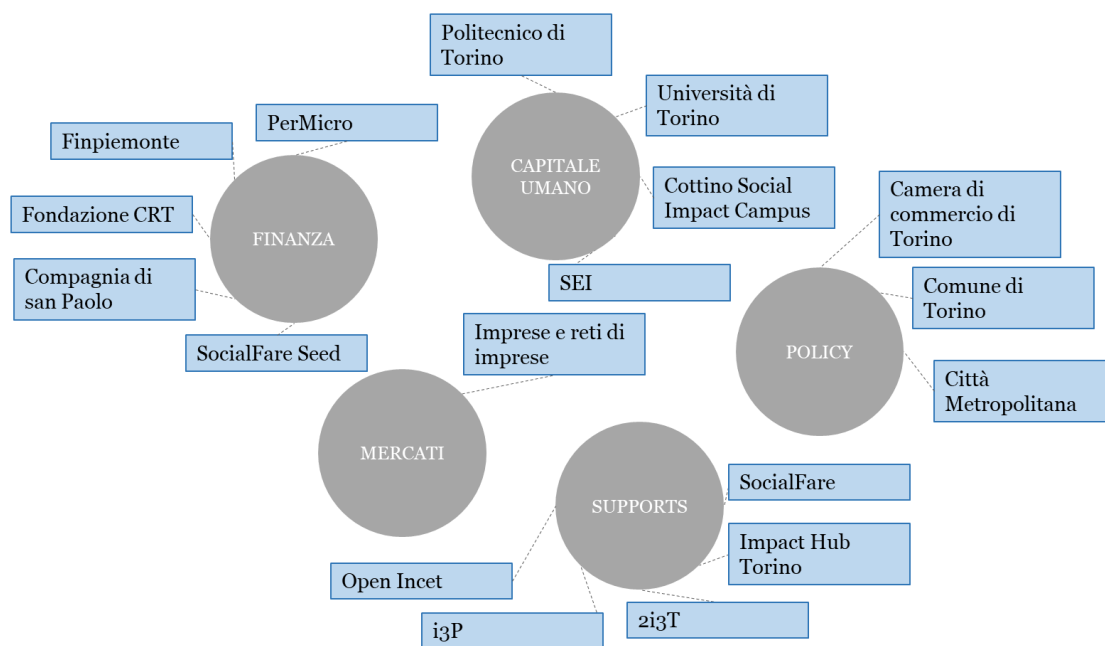 Politecnico di
Torino
Università di
Torino
PerMicro
Finpiemonte
CAPITALE
UMANO
Cottino Social
Impact Campus
Camera di
commercio di
Torino
Fondazione CRT
FINANZA
Compagnia di
san Paolo
SEI
Comune di
Torino
SocialFare Seed
Imprese e reti di
imprese
POLICY
Città
Metropolitana
MERCATI
SUPPORTS
SocialFare
Impact Hub
Torino
Open Incet
i3P
2i3T